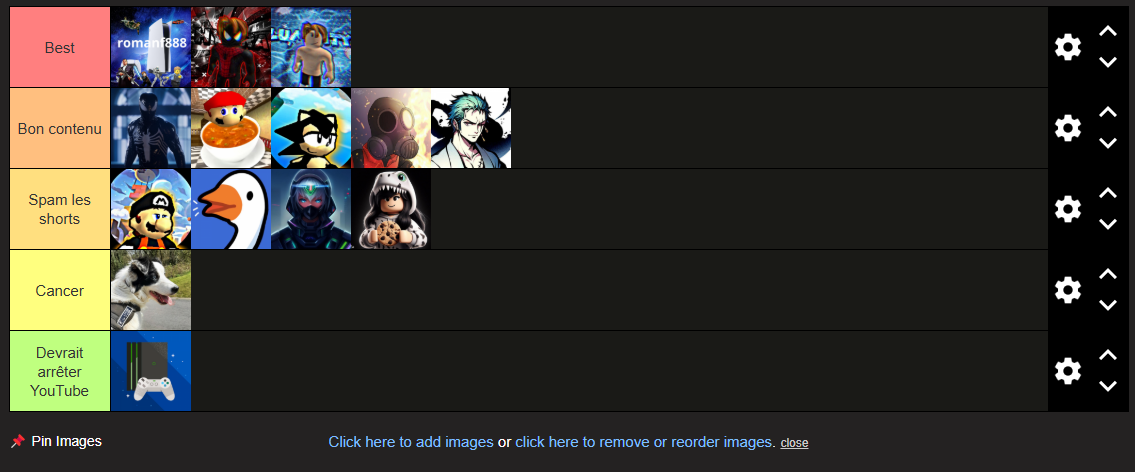 Best
romanf888
Bon contenu
Spam les
shorts
Cancer
Devrait
arrêter
YouTube
📌 Pin Images
Click here to add images or click here to remove or reorder images. close